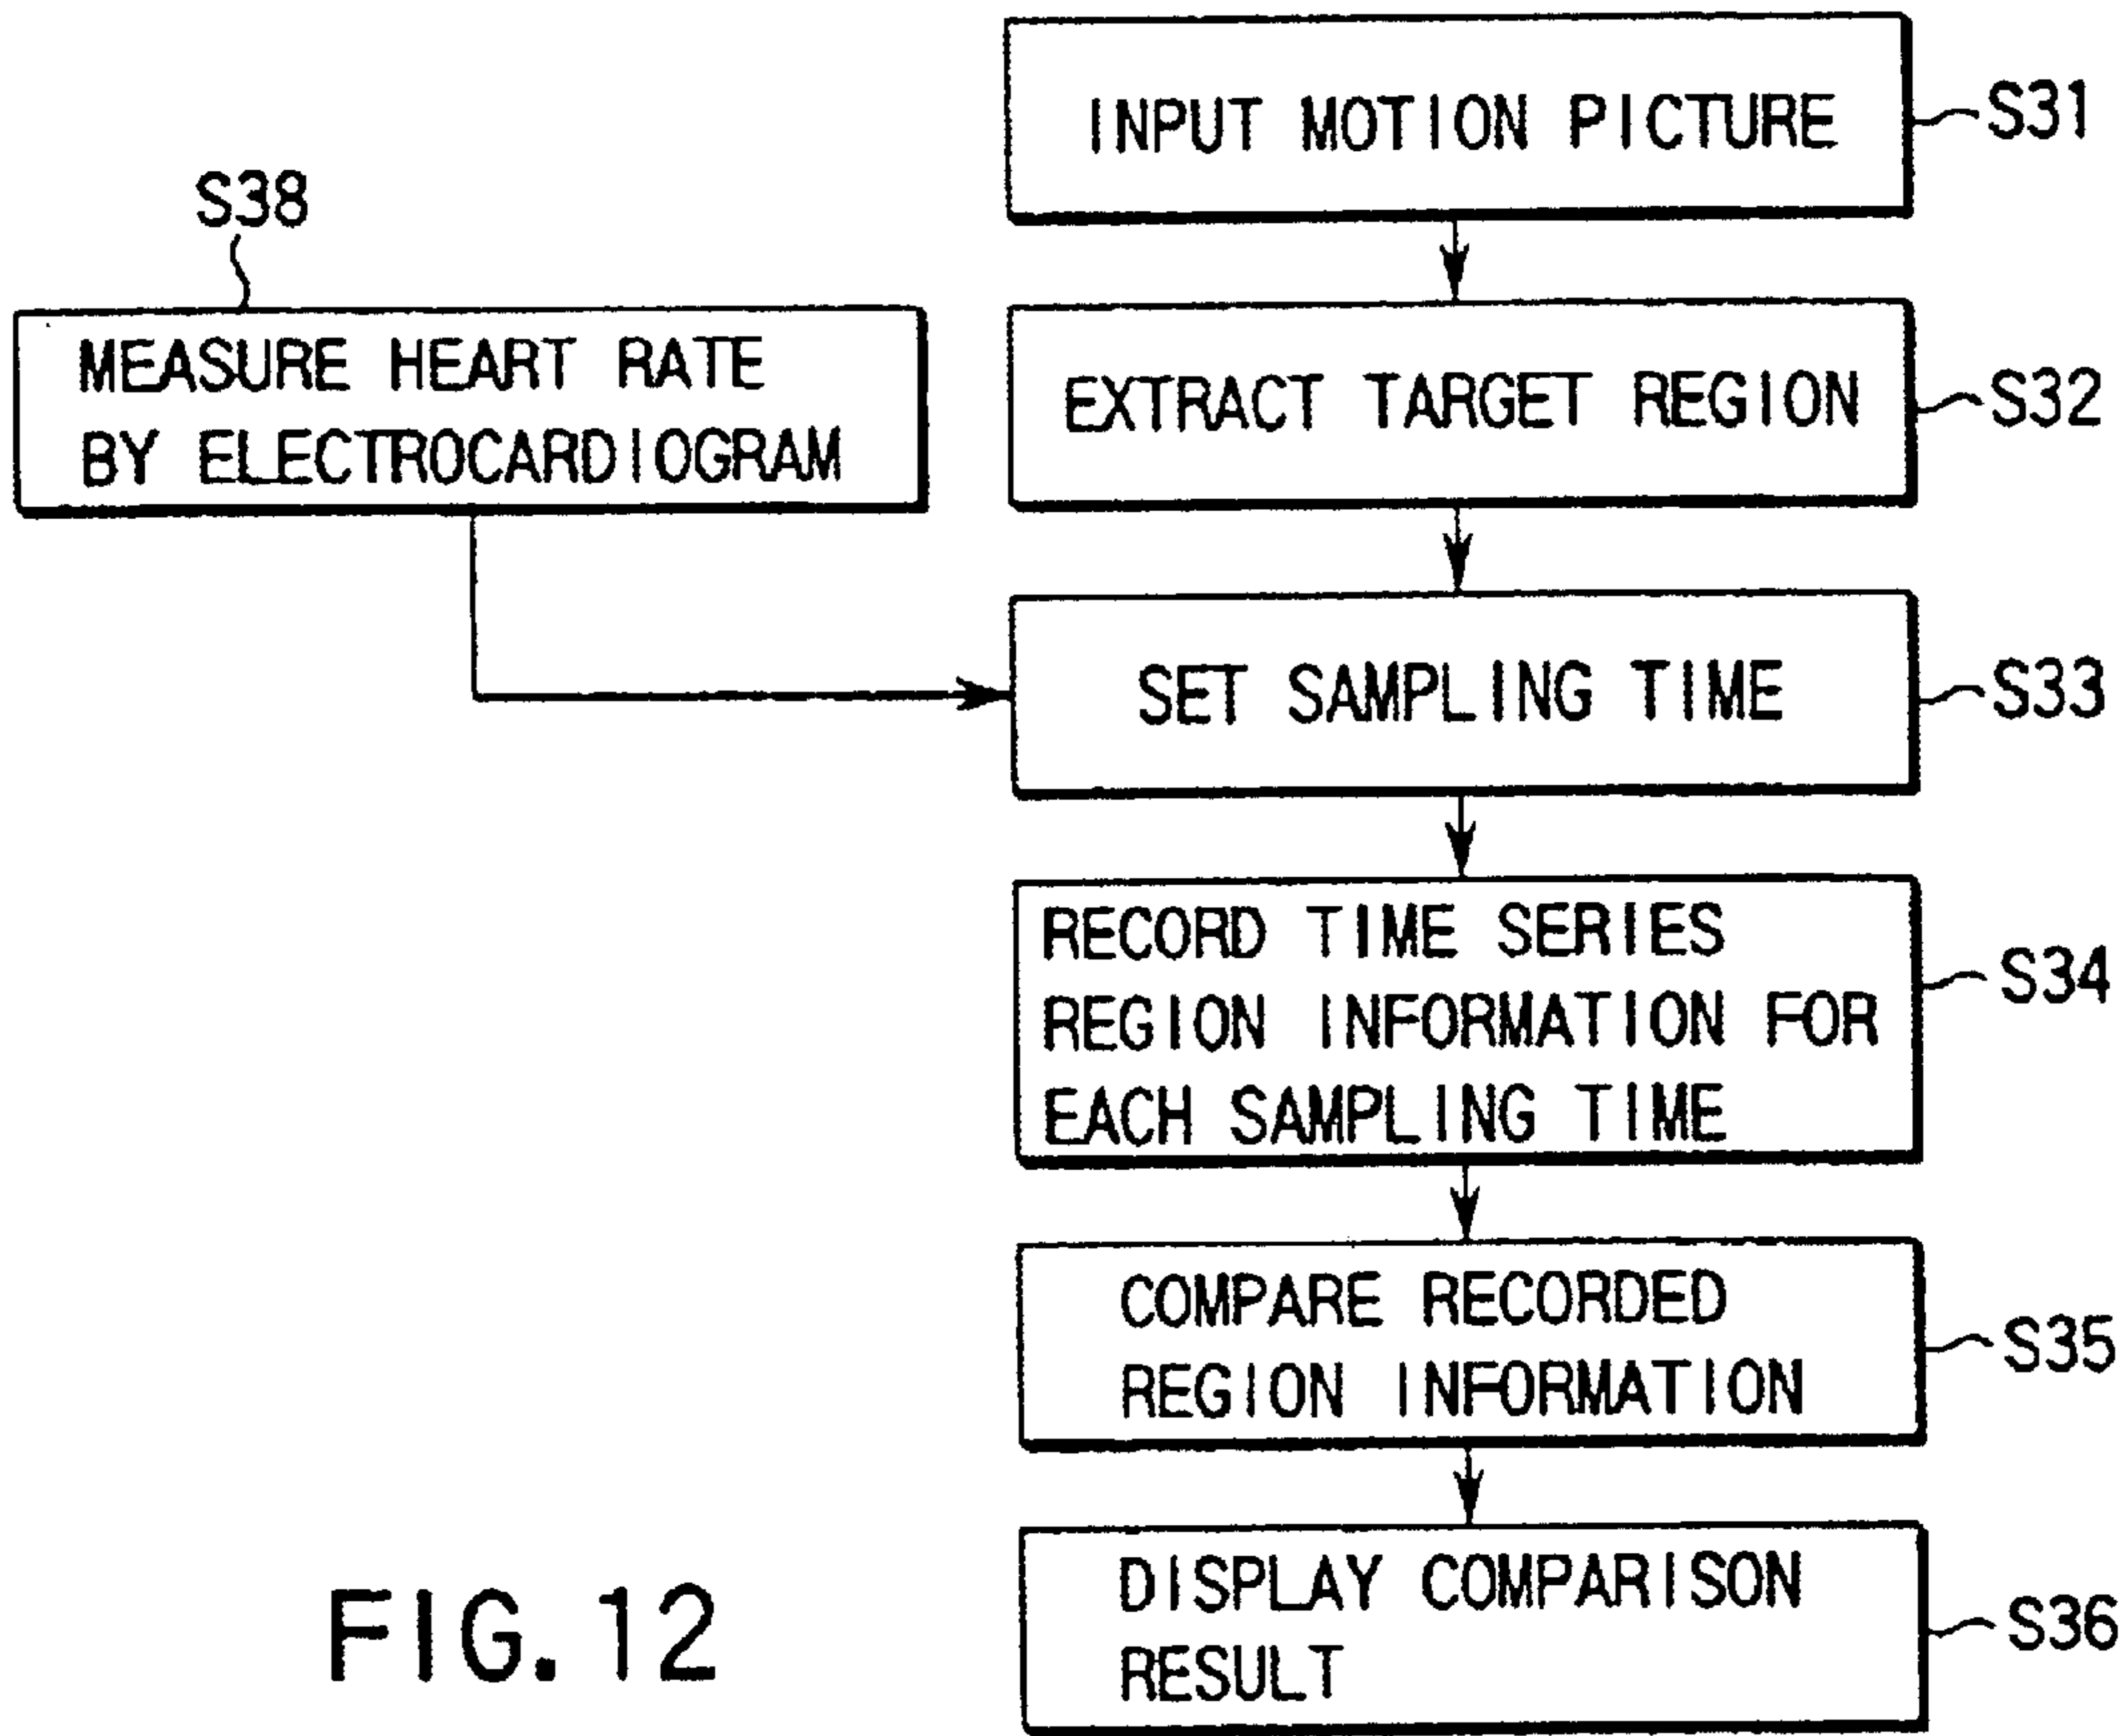 INPUT MOTION PICTURE
S31
S38
MEASURE HEART RATE
BY ELECTROCARDIOGRAM
EXTRACT TARGET REGION
S32
SET SAMPLING TIME
S33
RECORD TIME SERIES
REGION INFORMATION FOR
EACH SAMPLING TIME
S34
COMPARE RECORDED
REGION INFORMATION
S35
DISPLAY COMPARISON
RESULT
S36
FIG.12